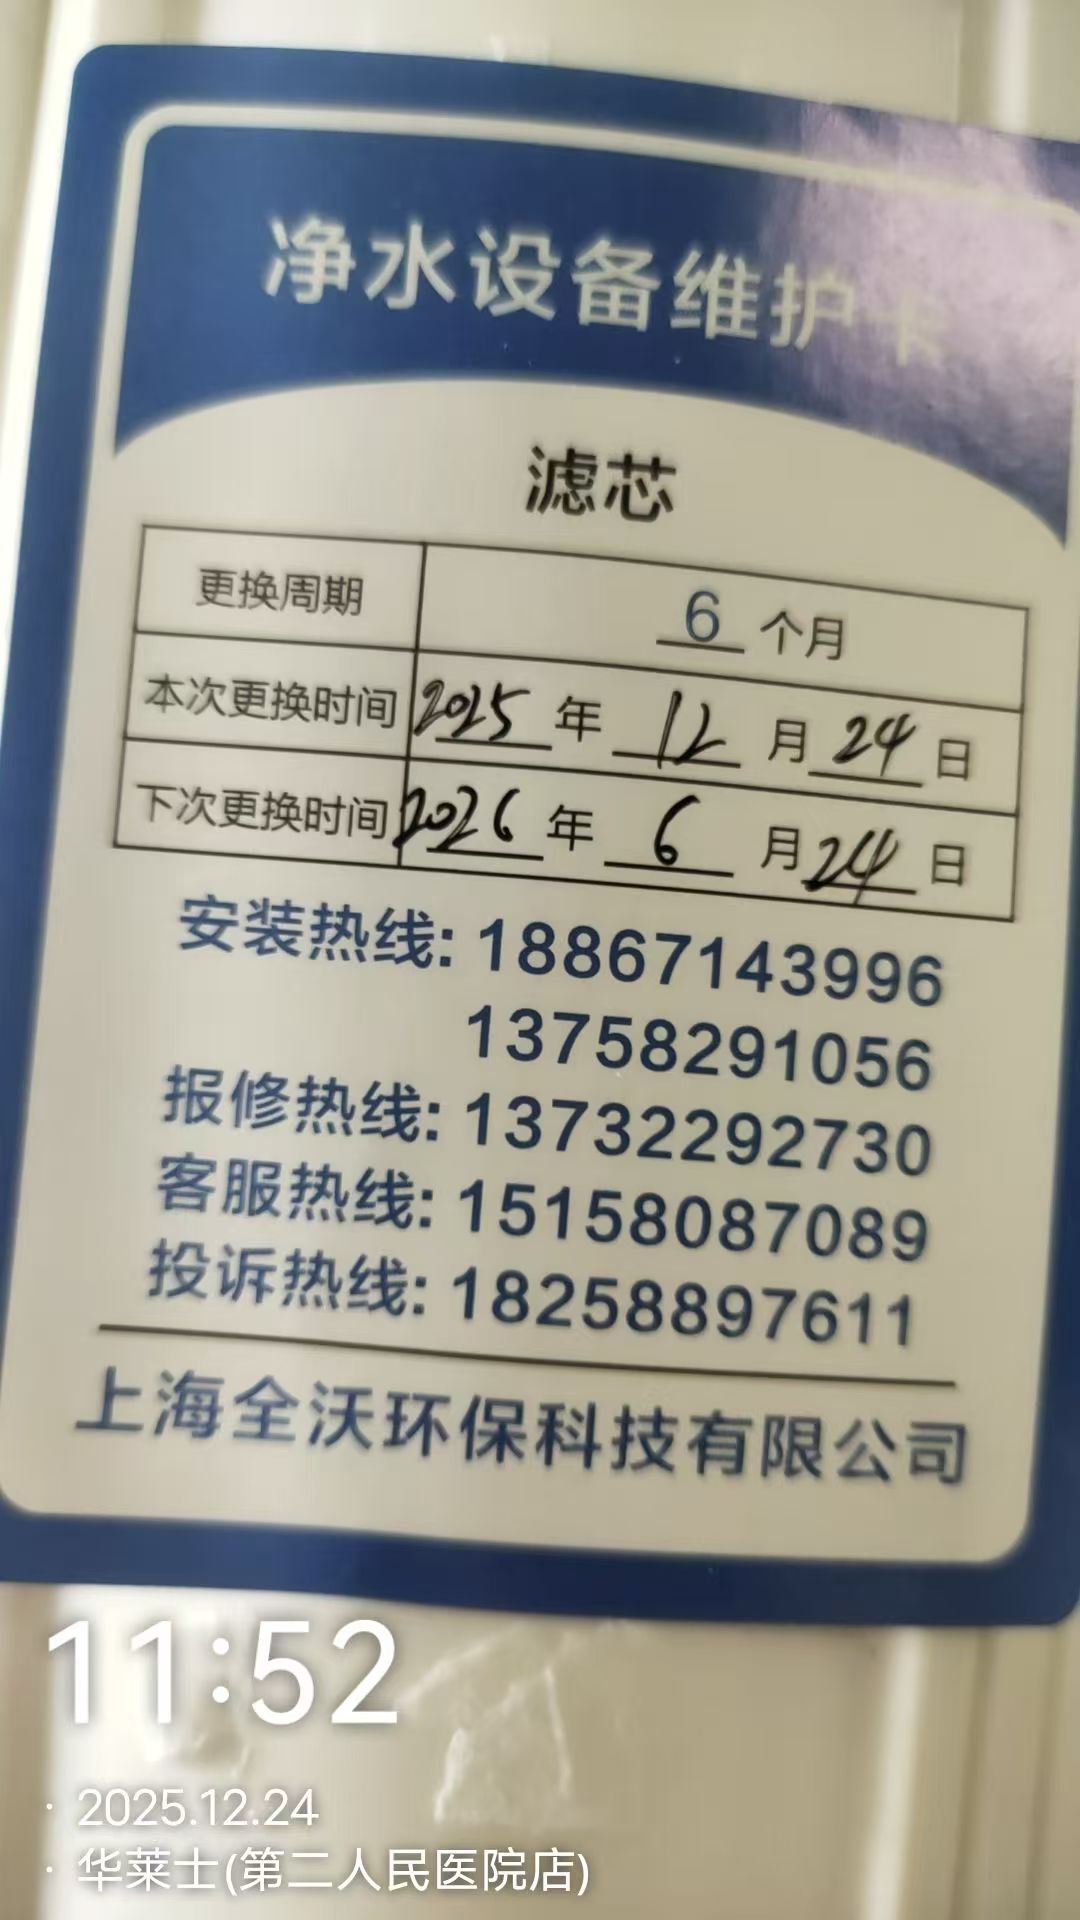 净水设备维护卡
滤芯
更换周期 6 个月
本次更换时间 2025 年 12 月 24 日
下次更换时间 2026 年 6 月 24 日
安装热线: 18867143996
13758291056
报修热线: 13732292730
客服热线: 15158087089
投诉热线: 18258897611
上海全沃环保科技有限公司
11:52
· 2025.12.24
· 华莱士(第二人民医院店)